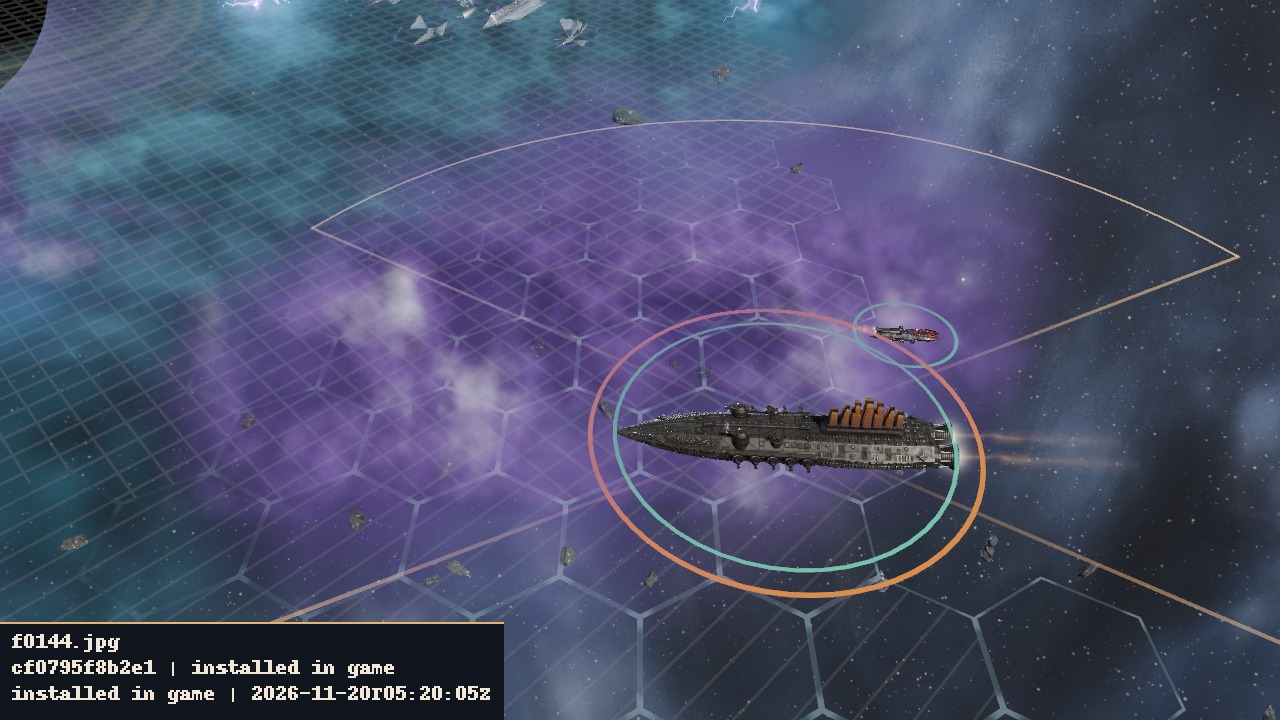 f0144.jpg
cf0795f8b2e1 | installed in game
installed in game | 2026-11-20T05:20:05Z